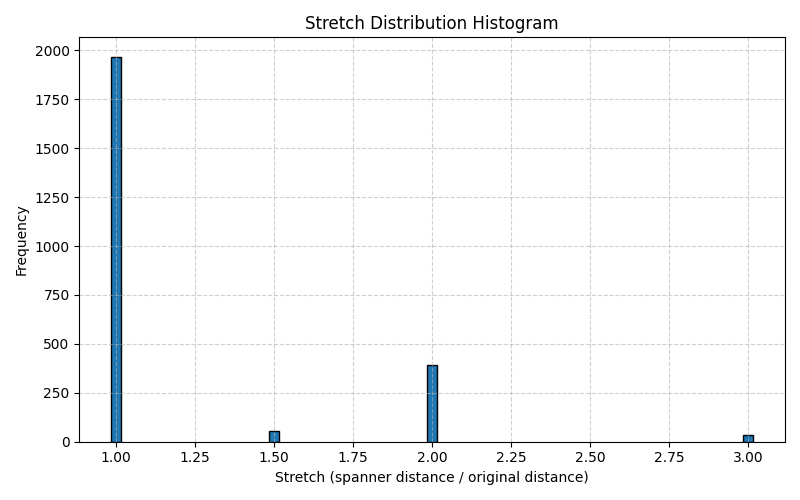 Stretch Distribution Histogram
Frequency
2000
1750
1500
1250
1000
750
500
250
0
1.00 1.25 1.50 1.75 2.00 2.25 2.50 2.75 3.00
Stretch (spanner distance / original distance)